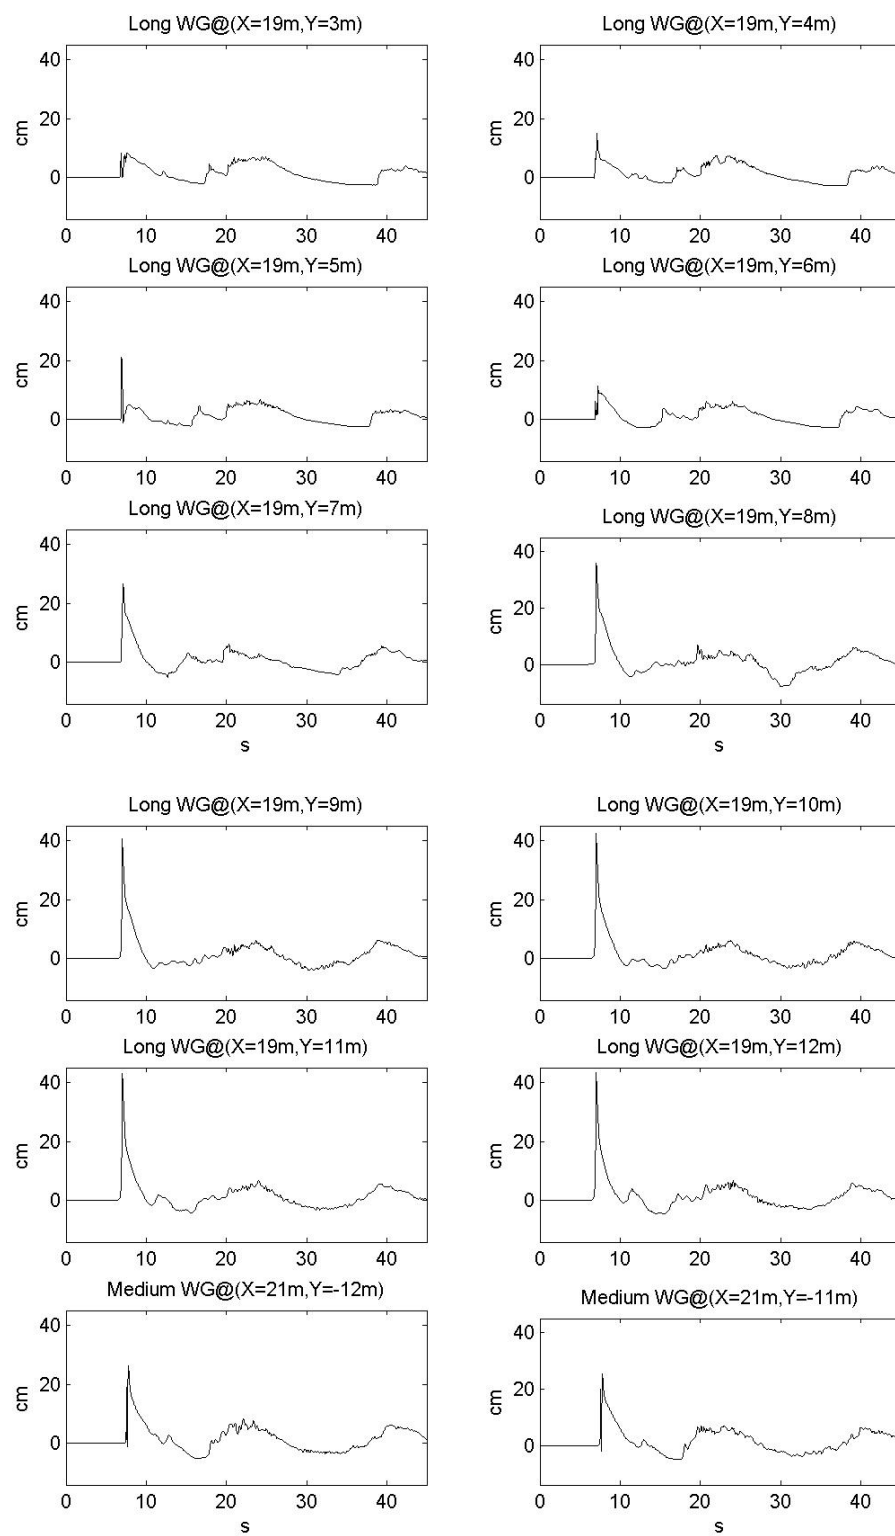 Long WG@(X=19m,Y=3m)
Long WG@(X=19m,Y=4m)
40
20
0
cm
0 10 20 30 40
40
20
0
cm
0 10 20 30 40
Long WG@(X=19m,Y=5m)
Long WG@(X=19m,Y=6m)
40
20
0
cm
0 10 20 30 40
40
20
0
cm
0 10 20 30 40
Long WG@(X=19m,Y=7m)
Long WG@(X=19m,Y=8m)
40
20
0
cm
0 10 20 30 40
s
40
20
0
cm
0 10 20 30 40
s
Long WG@(X=19m,Y=9m)
Long WG@(X=19m,Y=10m)
40
20
0
cm
0 10 20 30 40
40
20
0
cm
0 10 20 30 40
Long WG@(X=19m,Y=11m)
Long WG@(X=19m,Y=12m)
40
20
0
cm
0 10 20 30 40
40
20
0
cm
0 10 20 30 40
Medium WG@(X=21m,Y=-12m)
Medium WG@(X=21m,Y=-11m)
40
20
0
cm
0 10 20 30 40
s
40
20
0
cm
0 10 20 30 40
s